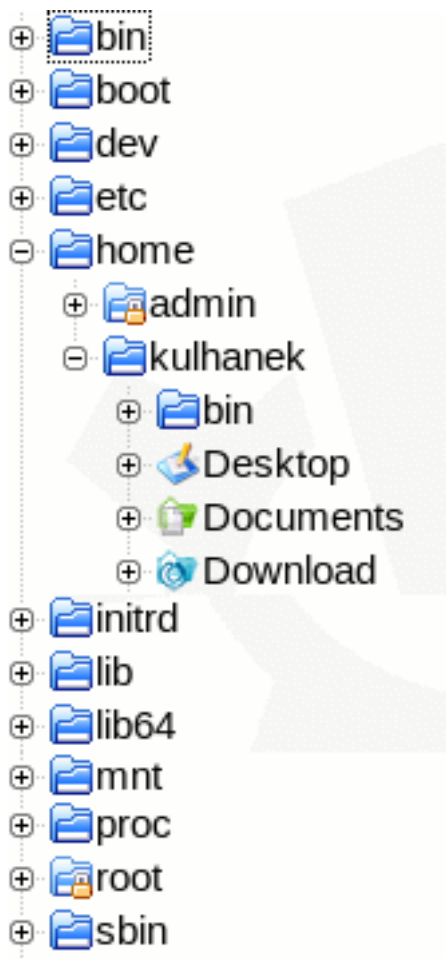 bin
boot
dev
etc
home
admin
kulhanek
bin
Desktop
Documents
Download
initrd
lib
lib64
mnt
proc
root
sbin